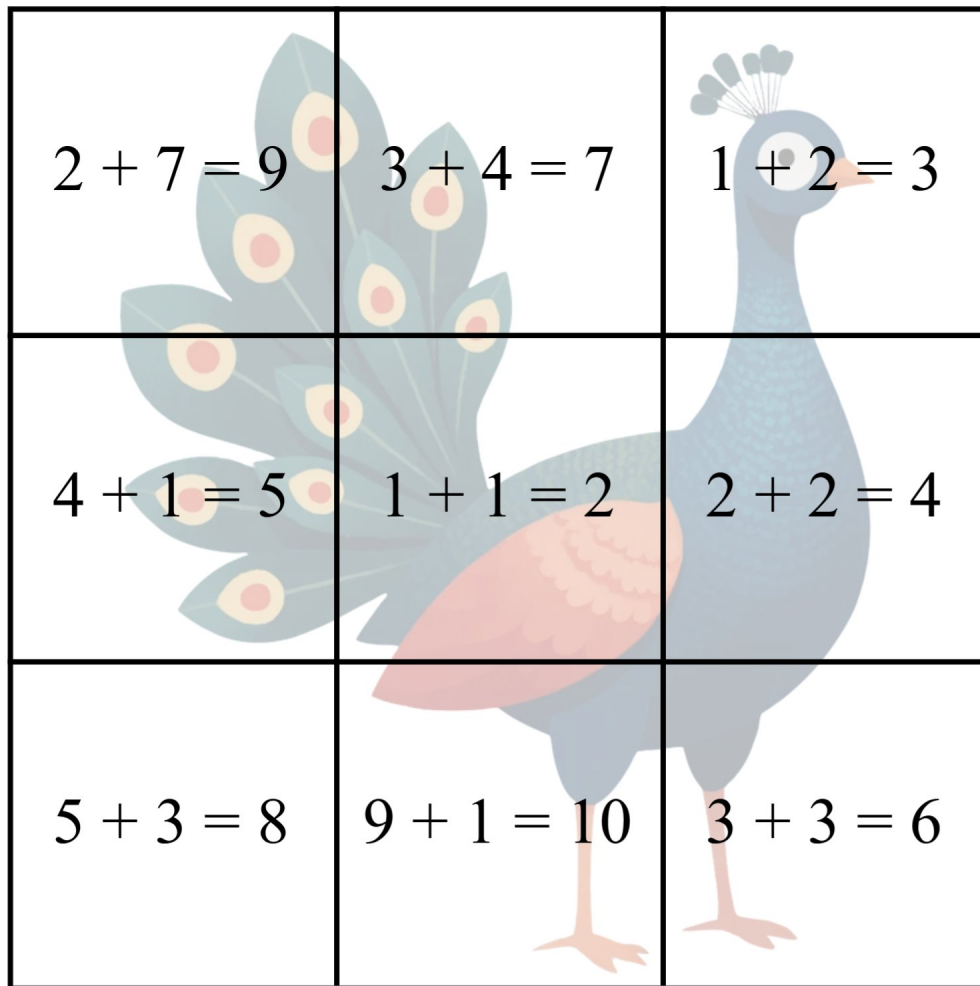 2 + 7 = 9
3 + 4 = 7
1 + 2 = 3
4 + 1 = 5
1 + 1 = 2
2 + 2 = 4
5 + 3 = 8
9 + 1 = 10
3 + 3 = 6